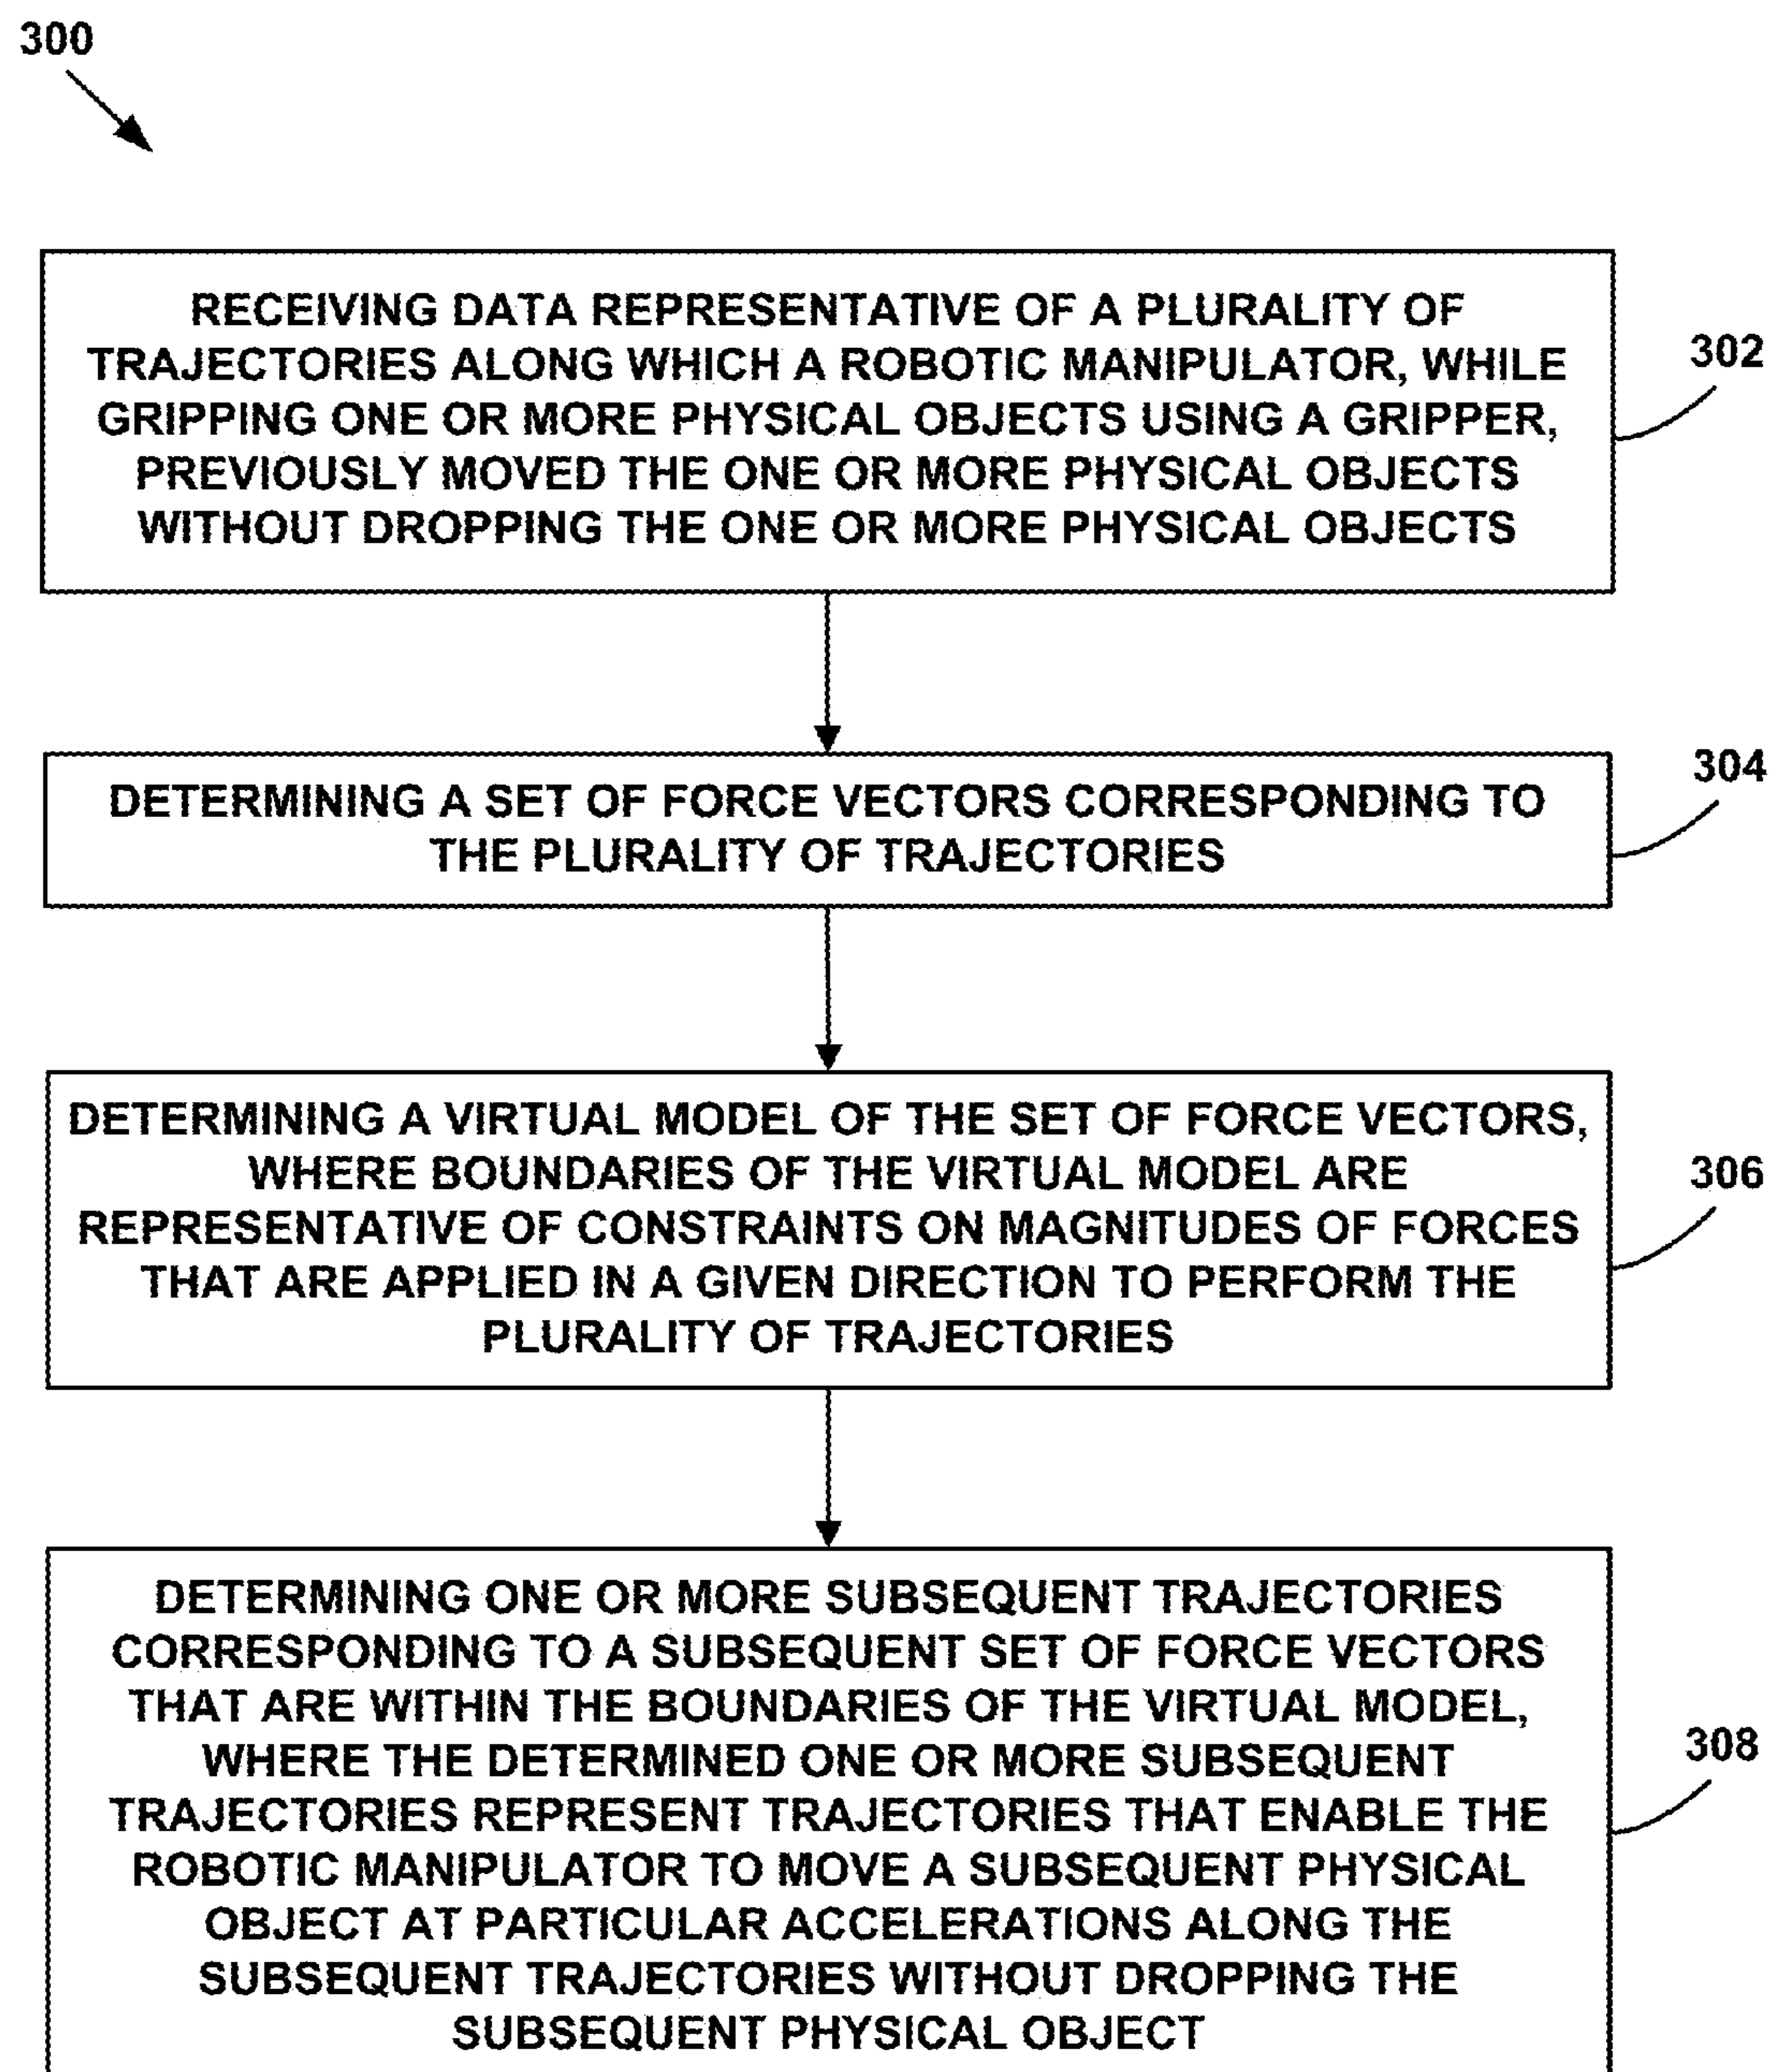 300
RECEIVING DATA REPRESENTATIVE OF A PLURALITY OF
TRAJECTORIES ALONG WHICH A ROBOTIC MANIPULATOR, WHILE
GRIPPING ONE OR MORE PHYSICAL OBJECTS USING A GRIPPER,
PREVIOUSLY MOVED THE ONE OR MORE PHYSICAL OBJECTS
WITHOUT DROPPING THE ONE OR MORE PHYSICAL OBJECTS
302
DETERMINING A SET OF FORCE VECTORS CORRESPONDING TO
THE PLURALITY OF TRAJECTORIES
304
DETERMINING A VIRTUAL MODEL OF THE SET OF FORCE VECTORS,
WHERE BOUNDARIES OF THE VIRTUAL MODEL ARE
REPRESENTATIVE OF CONSTRAINTS ON MAGNITUDES OF FORCES
THAT ARE APPLIED IN A GIVEN DIRECTION TO PERFORM THE
PLURALITY OF TRAJECTORIES
306
DETERMINING ONE OR MORE SUBSEQUENT TRAJECTORIES
CORRESPONDING TO A SUBSEQUENT SET OF FORCE VECTORS
THAT ARE WITHIN THE BOUNDARIES OF THE VIRTUAL MODEL,
WHERE THE DETERMINED ONE OR MORE SUBSEQUENT
TRAJECTORIES REPRESENT TRAJECTORIES THAT ENABLE THE
ROBOTIC MANIPULATOR TO MOVE A SUBSEQUENT PHYSICAL
OBJECT AT PARTICULAR ACCELERATIONS ALONG THE
SUBSEQUENT TRAJECTORIES WITHOUT DROPPING THE
SUBSEQUENT PHYSICAL OBJECT
308